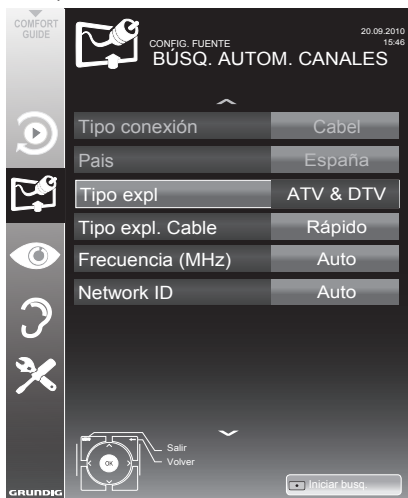 COMFORT
GUIDE
20.09.2010
15:46
CONFIG. FUENTE
BÚSQ. AUTOM. CANALES
Tipo conexión Cabel
Pais España
Tipo expl ATV & DTV
Tipo expl. Cable Rápido
Frecuencia (MHz) Auto
Network ID Auto
OK
Salir
Volver
Iniciar busq.
GRUNDIG